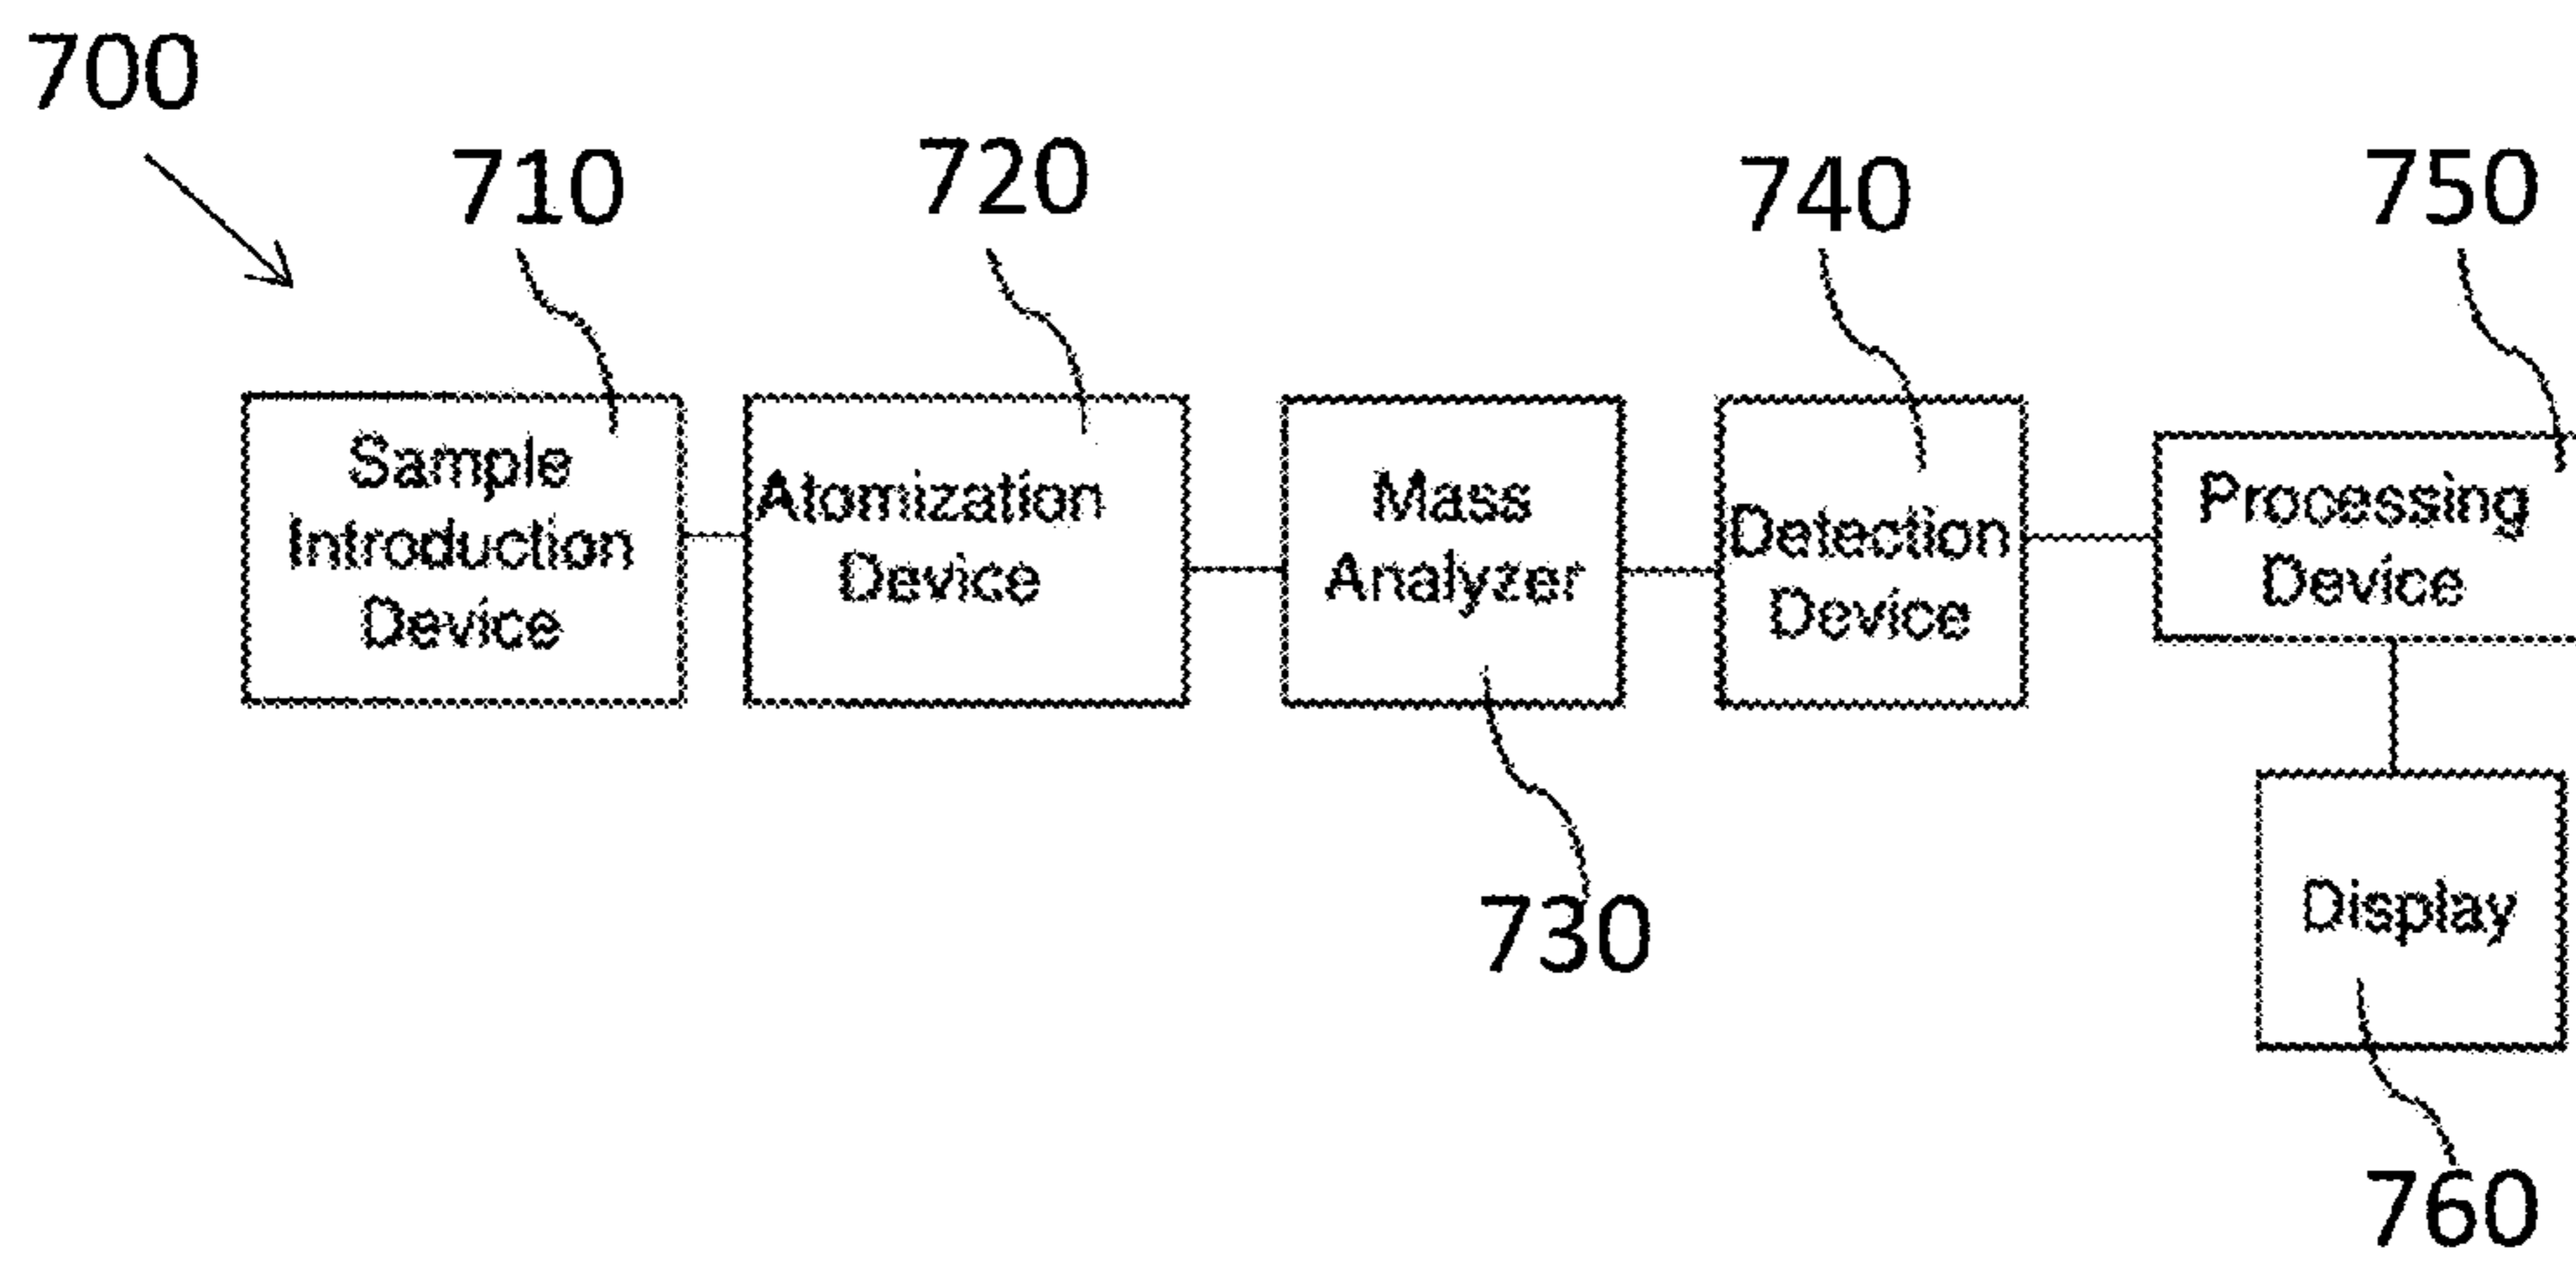 700
710
720
740
750
Sample
Introduction
Device
Atomization
Device
Mass
Analyzer
Detection
Device
Processing
Device
730
Display
760